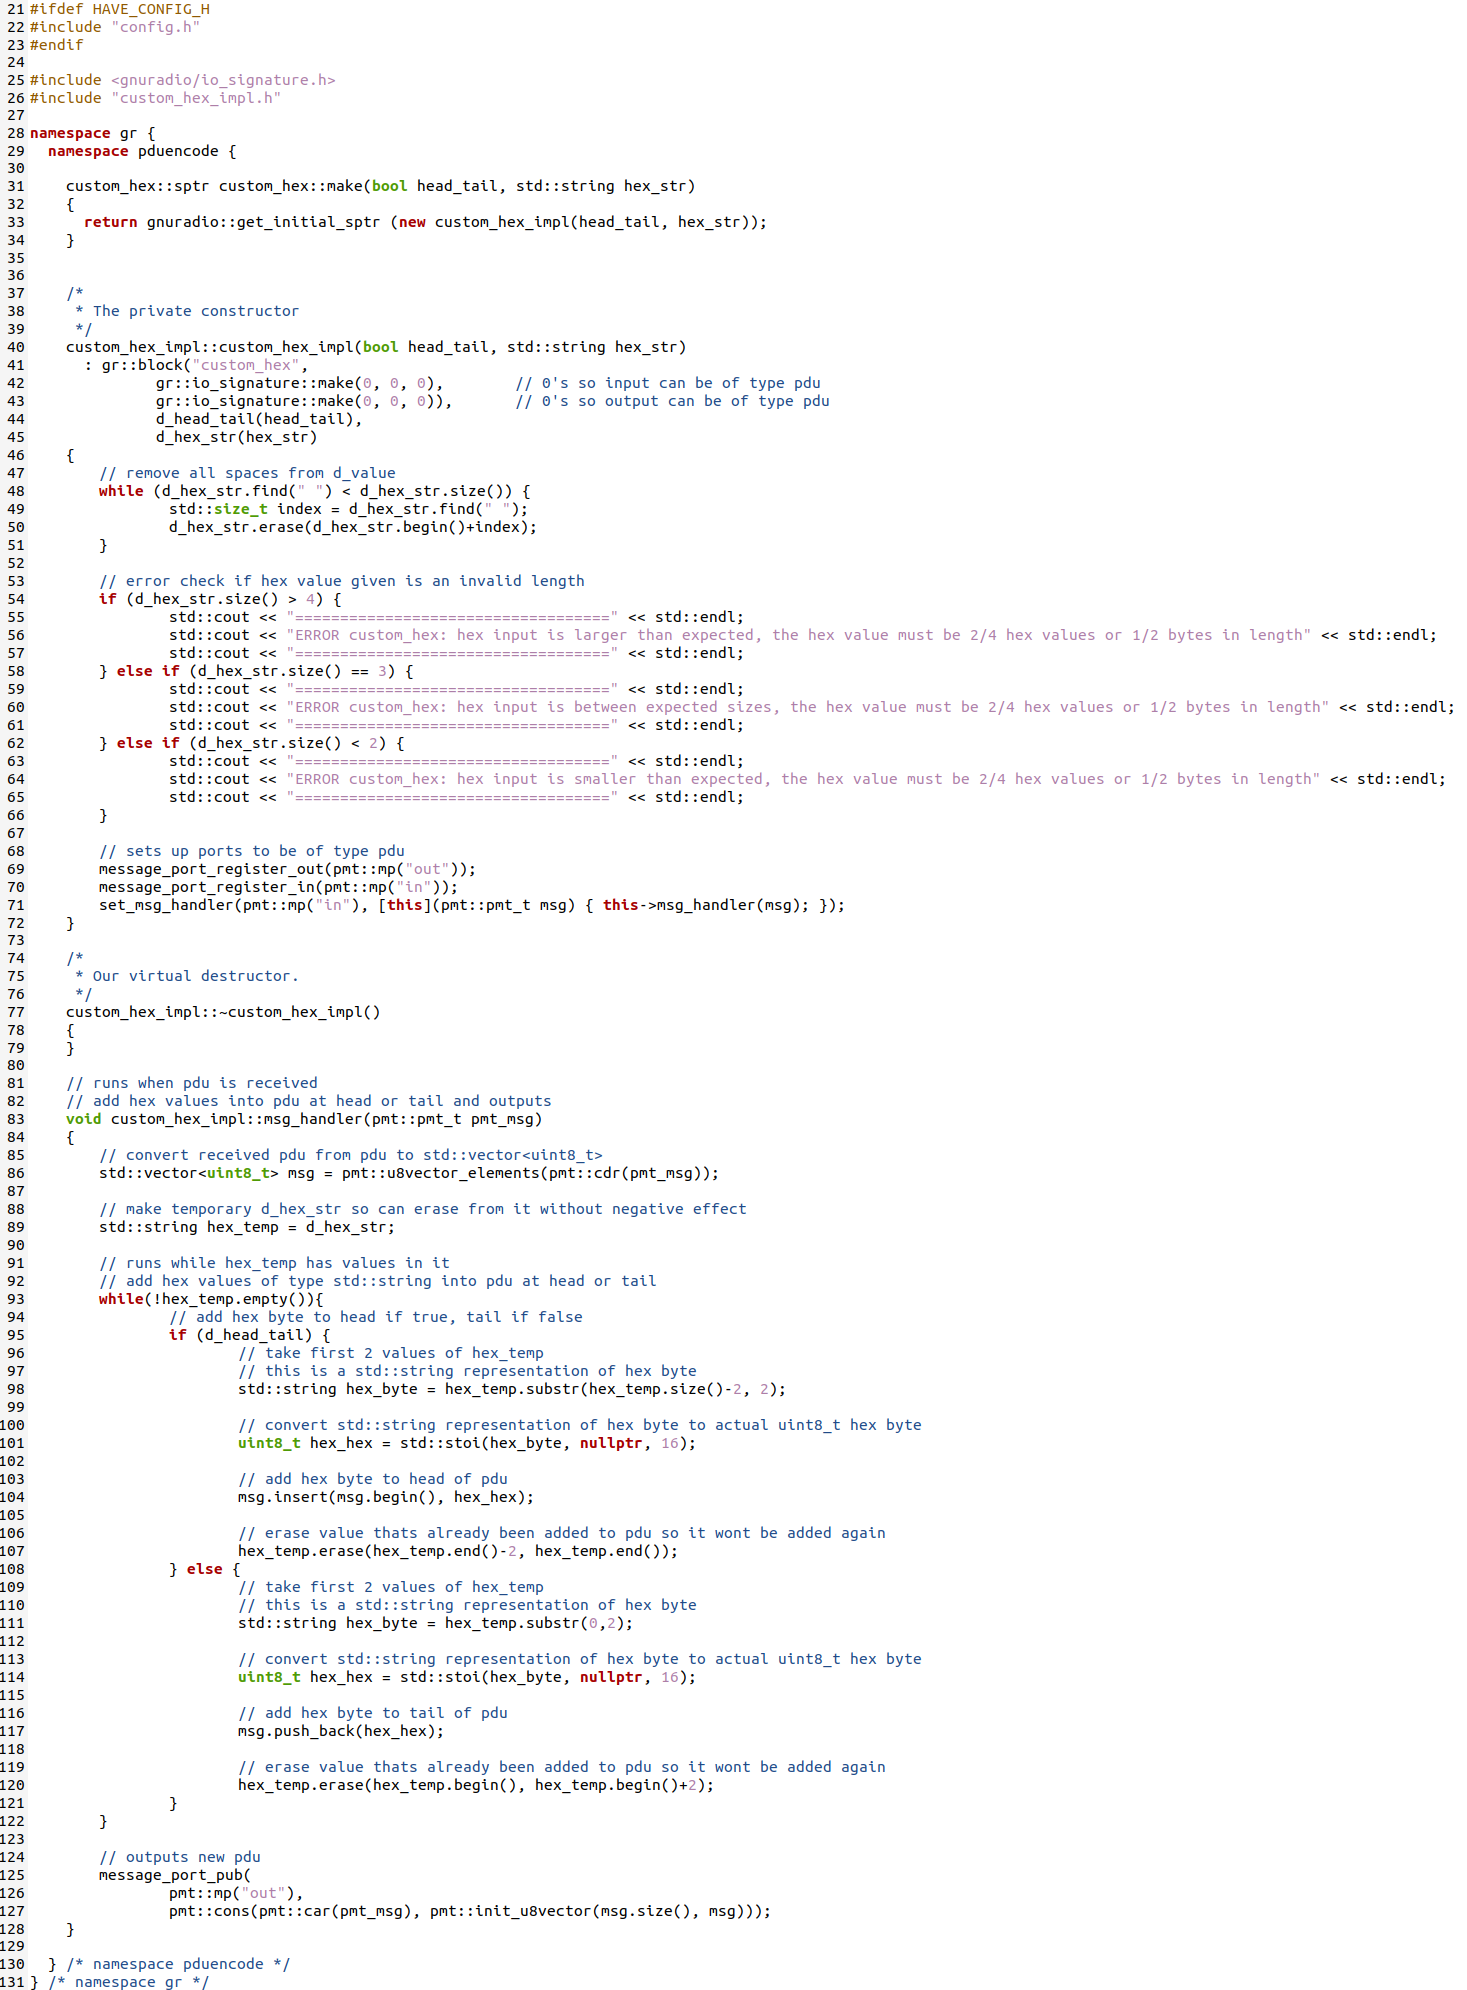 21 #ifdef HAVE_CONFIG_H
22 #include "config.h"
23 #endif
24
25 #include <gnuradio/io_signature.h>
26 #include "custom_hex_impl.h"
27
28 namespace gr {
29   namespace pduencode {
30
31     custom_hex::sptr custom_hex::make(bool head_tail, std::string hex_str)
32     {
33       return gnuradio::get_initial_sptr (new custom_hex_impl(head_tail, hex_str));
34     }
35
36
37     /*
38      * The private constructor
39      */
40     custom_hex_impl::custom_hex_impl(bool head_tail, std::string hex_str)
41       : gr::block("custom_hex",
42               gr::io_signature::make(0, 0, 0),        // 0's so input can be of type pdu
43               gr::io_signature::make(0, 0, 0)),       // 0's so output can be of type pdu
44               d_head_tail(head_tail),
45               d_hex_str(hex_str)
46     {
47         // remove all spaces from d_value
48         while (d_hex_str.find(" ") < d_hex_str.size()) {
49                 std::size_t index = d_hex_str.find(" ");
50                 d_hex_str.erase(d_hex_str.begin()+index);
51         }
52
53         // error check if hex value given is an invalid length
54         if (d_hex_str.size() > 4) {
55                 std::cout << "===================================" << std::endl;
56                 std::cout << "ERROR custom_hex: hex input is larger than expected, the hex value must be 2/4 hex values or 1/2 bytes in length" << std::endl;
57                 std::cout << "===================================" << std::endl;
58         } else if (d_hex_str.size() == 3) {
59                 std::cout << "===================================" << std::endl;
60                 std::cout << "ERROR custom_hex: hex input is between expected sizes, the hex value must be 2/4 hex values or 1/2 bytes in length" << std::endl;
61                 std::cout << "===================================" << std::endl;
62         } else if (d_hex_str.size() < 2) {
63                 std::cout << "===================================" << std::endl;
64                 std::cout << "ERROR custom_hex: hex input is smaller than expected, the hex value must be 2/4 hex values or 1/2 bytes in length" << std::endl;
65                 std::cout << "===================================" << std::endl;
66         }
67
68         // sets up ports to be of type pdu
69         message_port_register_out(pmt::mp("out"));
70         message_port_register_in(pmt::mp("in"));
71         set_msg_handler(pmt::mp("in"), [this](pmt::pmt_t msg) { this->msg_handler(msg); });
72     }
73
74     /*
75      * Our virtual destructor.
76      */
77     custom_hex_impl::~custom_hex_impl()
78     {
79     }
80
81     // runs when pdu is received
82     // add hex values into pdu at head or tail and outputs
83     void custom_hex_impl::msg_handler(pmt::pmt_t pmt_msg)
84     {
85         // convert received pdu from pdu to std::vector<uint8_t>
86         std::vector<uint8_t> msg = pmt::u8vector_elements(pmt::cdr(pmt_msg));
87
88         // make temporary d_hex_str so can erase from it without negative effect
89         std::string hex_temp = d_hex_str;
90
91         // runs while hex_temp has values in it
92         // add hex values of type std::string into pdu at head or tail
93         while(!hex_temp.empty()){
94                 // add hex byte to head if true, tail if false
95                 if (d_head_tail) {
96                         // take first 2 values of hex_temp
97                         // this is a std::string representation of hex byte
98                         std::string hex_byte = hex_temp.substr(hex_temp.size()-2, 2);
99
100                         // convert std::string representation of hex byte to actual uint8_t hex byte
101                         uint8_t hex_hex = std::stoi(hex_byte, nullptr, 16);
102
103                         // add hex byte to head of pdu
104                         msg.insert(msg.begin(), hex_hex);
105
106                         // erase value thats already been added to pdu so it wont be added again
107                         hex_temp.erase(hex_temp.end()-2, hex_temp.end());
108                 } else {
109                         // take first 2 values of hex_temp
110                         // this is a std::string representation of hex byte
111                         std::string hex_byte = hex_temp.substr(0,2);
112
113                         // convert std::string representation of hex byte to actual uint8_t hex byte
114                         uint8_t hex_hex = std::stoi(hex_byte, nullptr, 16);
115
116                         // add hex byte to tail of pdu
117                         msg.push_back(hex_hex);
118
119                         // erase value thats already been added to pdu so it wont be added again
120                         hex_temp.erase(hex_temp.begin(), hex_temp.begin()+2);
121                 }
122         }
123
124         // outputs new pdu
125         message_port_pub(
126                 pmt::mp("out"),
127                 pmt::cons(pmt::car(pmt_msg), pmt::init_u8vector(msg.size(), msg)));
128     }
129
130   } /* namespace pduencode */
131 } /* namespace gr */